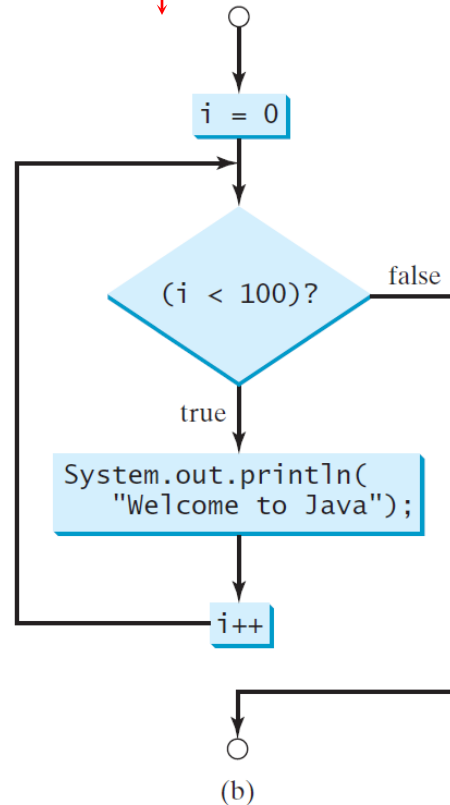 i = 0
(i < 100)?
false
true
System.out.println(
"Welcome to Java");
i++
(b)